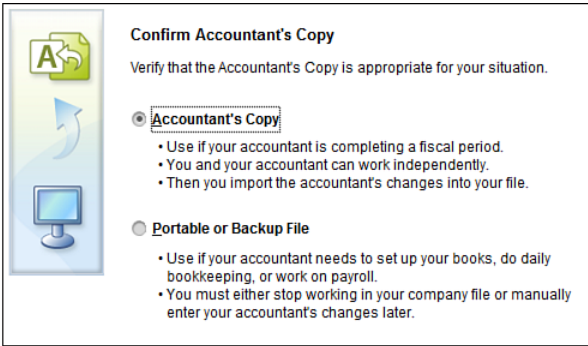 A
Confirm Accountant's Copy
Verify that the Accountant's Copy is appropriate for your situation.
Accountant's Copy
• Use if your accountant is completing a fiscal period.
• You and your accountant can work independently.
• Then you import the accountant's changes into your file.
Portable or Backup File
• Use if your accountant needs to set up your books, do daily
bookkeeping, or work on payroll.
• You must either stop working in your company file or manually
enter your accountant's changes later.